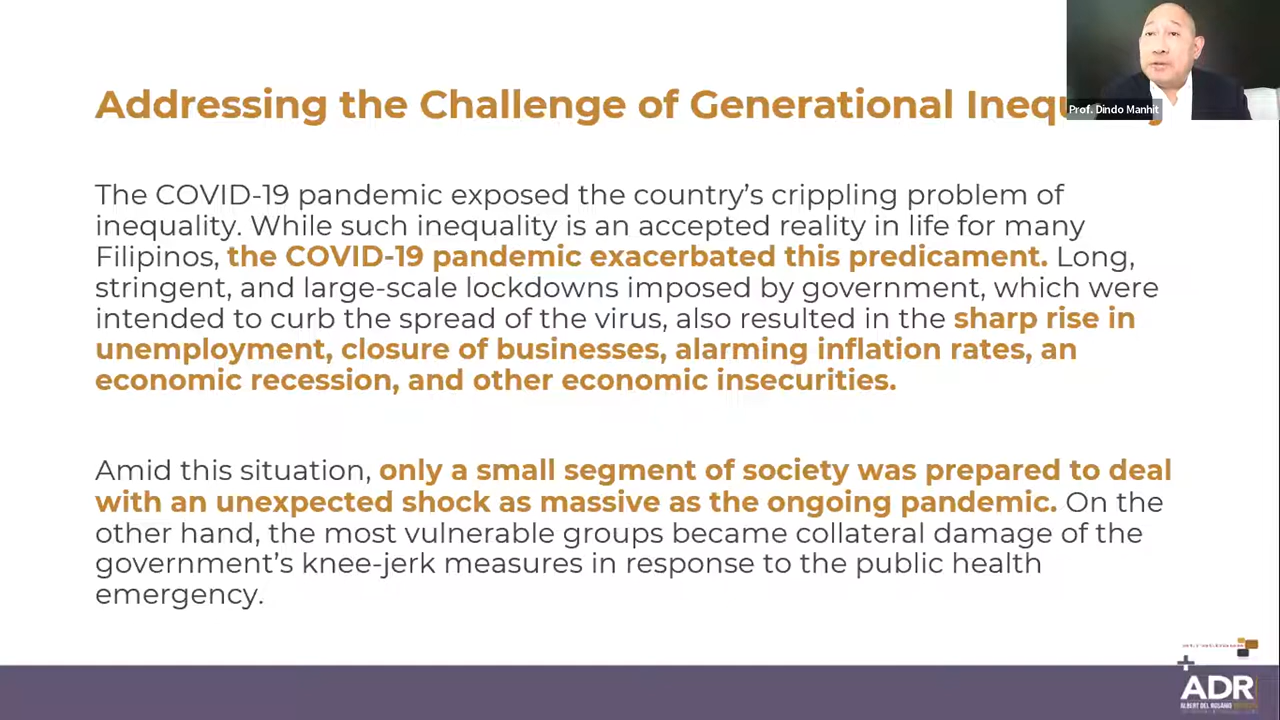 Addressing the Challenge of Generational
Prof. Dindo Manhit
The COVID-19 pandemic exposed the country's crippling problem of
inequality. While such inequality is an accepted reality in life for many
Filipinos, the COVID-19 pandemic exacerbated this predicament. Long,
stringent, and large-scale lockdowns imposed by government, which were
intended to curb the spread of the virus, also resulted in the sharp rise in
unemployment, closure of businesses, alarming inflation rates, an
economic recession, and other economic insecurities.
Amid this situation, only a small segment of society was prepared to deal
with an unexpected shock as massive as the ongoing pandemic. On the
other hand, the most vulnerable groups became collateral damage of the
government's knee-jerk measures in response to the public health
emergency.
ADR
ALBERT DEL ROSARIO